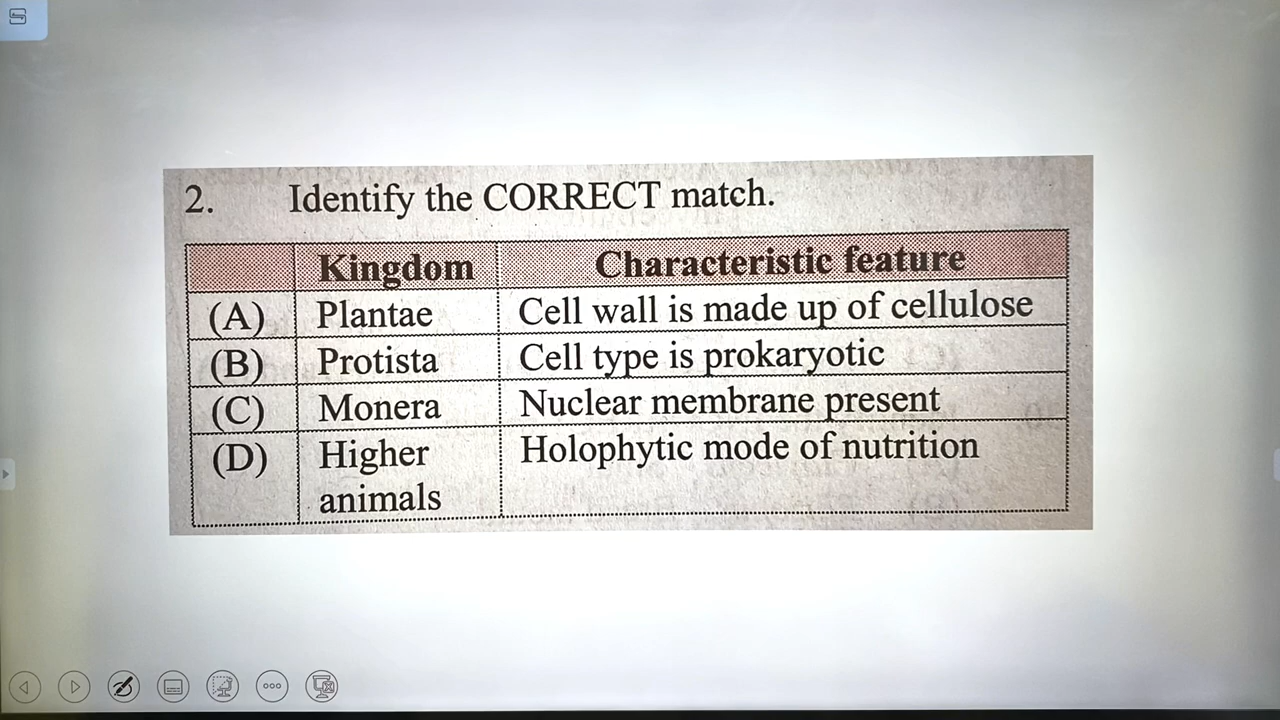 2. Identify the CORRECT match.
Kingdom Characteristic feature
(A) Plantae Cell wall is made up of cellulose
(B) Protista Cell type is prokaryotic
(C) Monera Nuclear membrane present
(D) Higher Holophytic mode of nutrition
animals